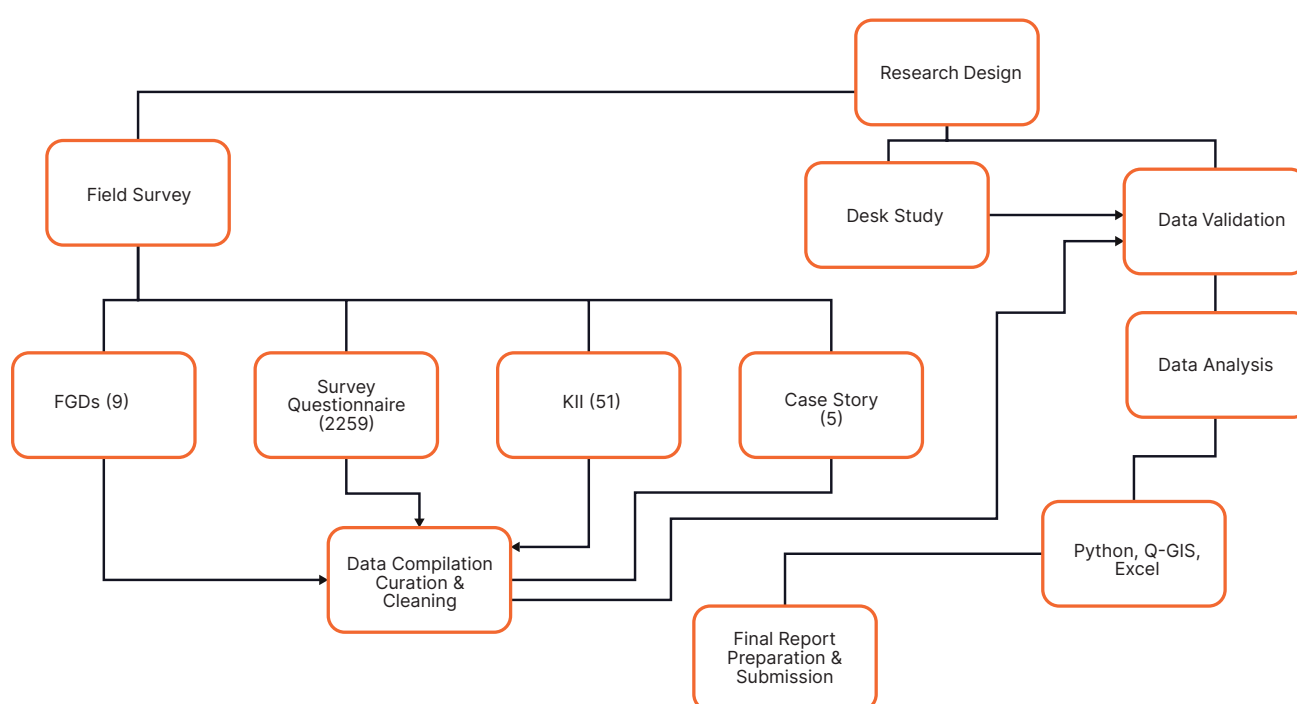 Research Design
Field Survey
Desk Study
Data Validation
FGDs (9)
Survey
Questionnaire
(2259)
KII (51)
Case Story
(5)
Data Analysis
Data Compilation
Curation &
Cleaning
Python, Q-GIS,
Excel
Final Report
Preparation &
Submission